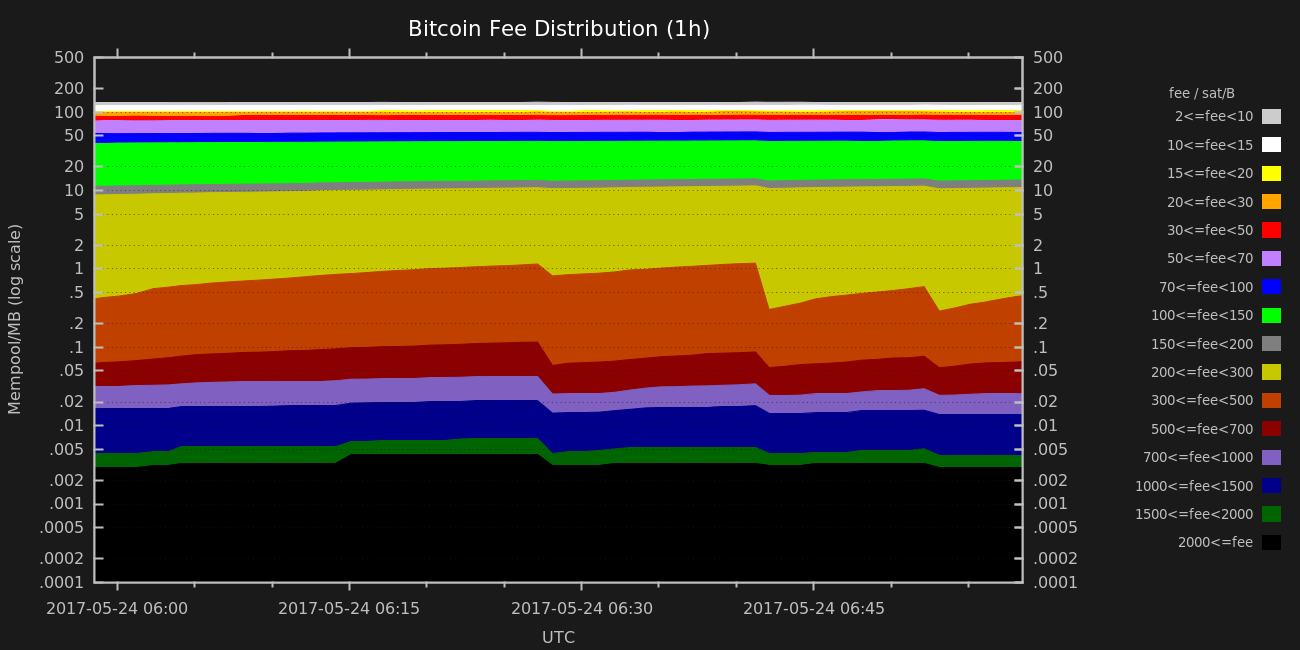 Bitcoin Fee Distribution (1h)
Mempool/MB (log scale)
500
200
100
50
20
10
5
2
1
.5
.2
.1
.05
.02
.01
.005
.002
.001
.0005
.0002
.0001
500
200
100
50
20
10
5
2
1
.5
.2
.1
.05
.02
.01
.005
.002
.001
.0005
.0002
.0001
2017-05-24 06:00
2017-05-24 06:15
2017-05-24 06:30
2017-05-24 06:45
UTC
fee / sat/B
2<=fee<10
10<=fee<15
15<=fee<20
20<=fee<30
30<=fee<50
50<=fee<70
70<=fee<100
100<=fee<150
150<=fee<200
200<=fee<300
300<=fee<500
500<=fee<700
700<=fee<1000
1000<=fee<1500
1500<=fee<2000
2000<=fee